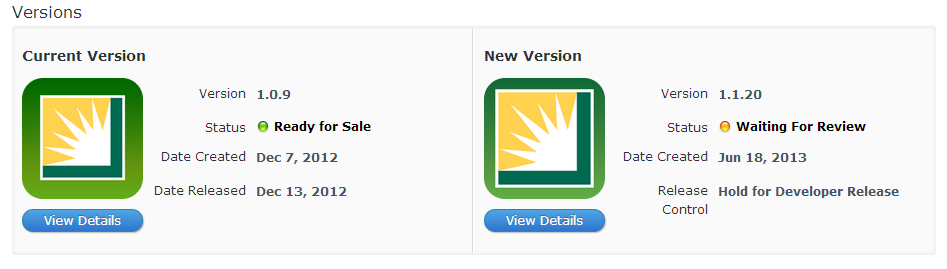 Versions
Current Version
Version 1.0.9
Status Ready for Sale
Date Created Dec 7, 2012
Date Released Dec 13, 2012
View Details
New Version
Version 1.1.20
Status Waiting For Review
Date Created Jun 18, 2013
Release Hold for Developer Release
Control
View Details